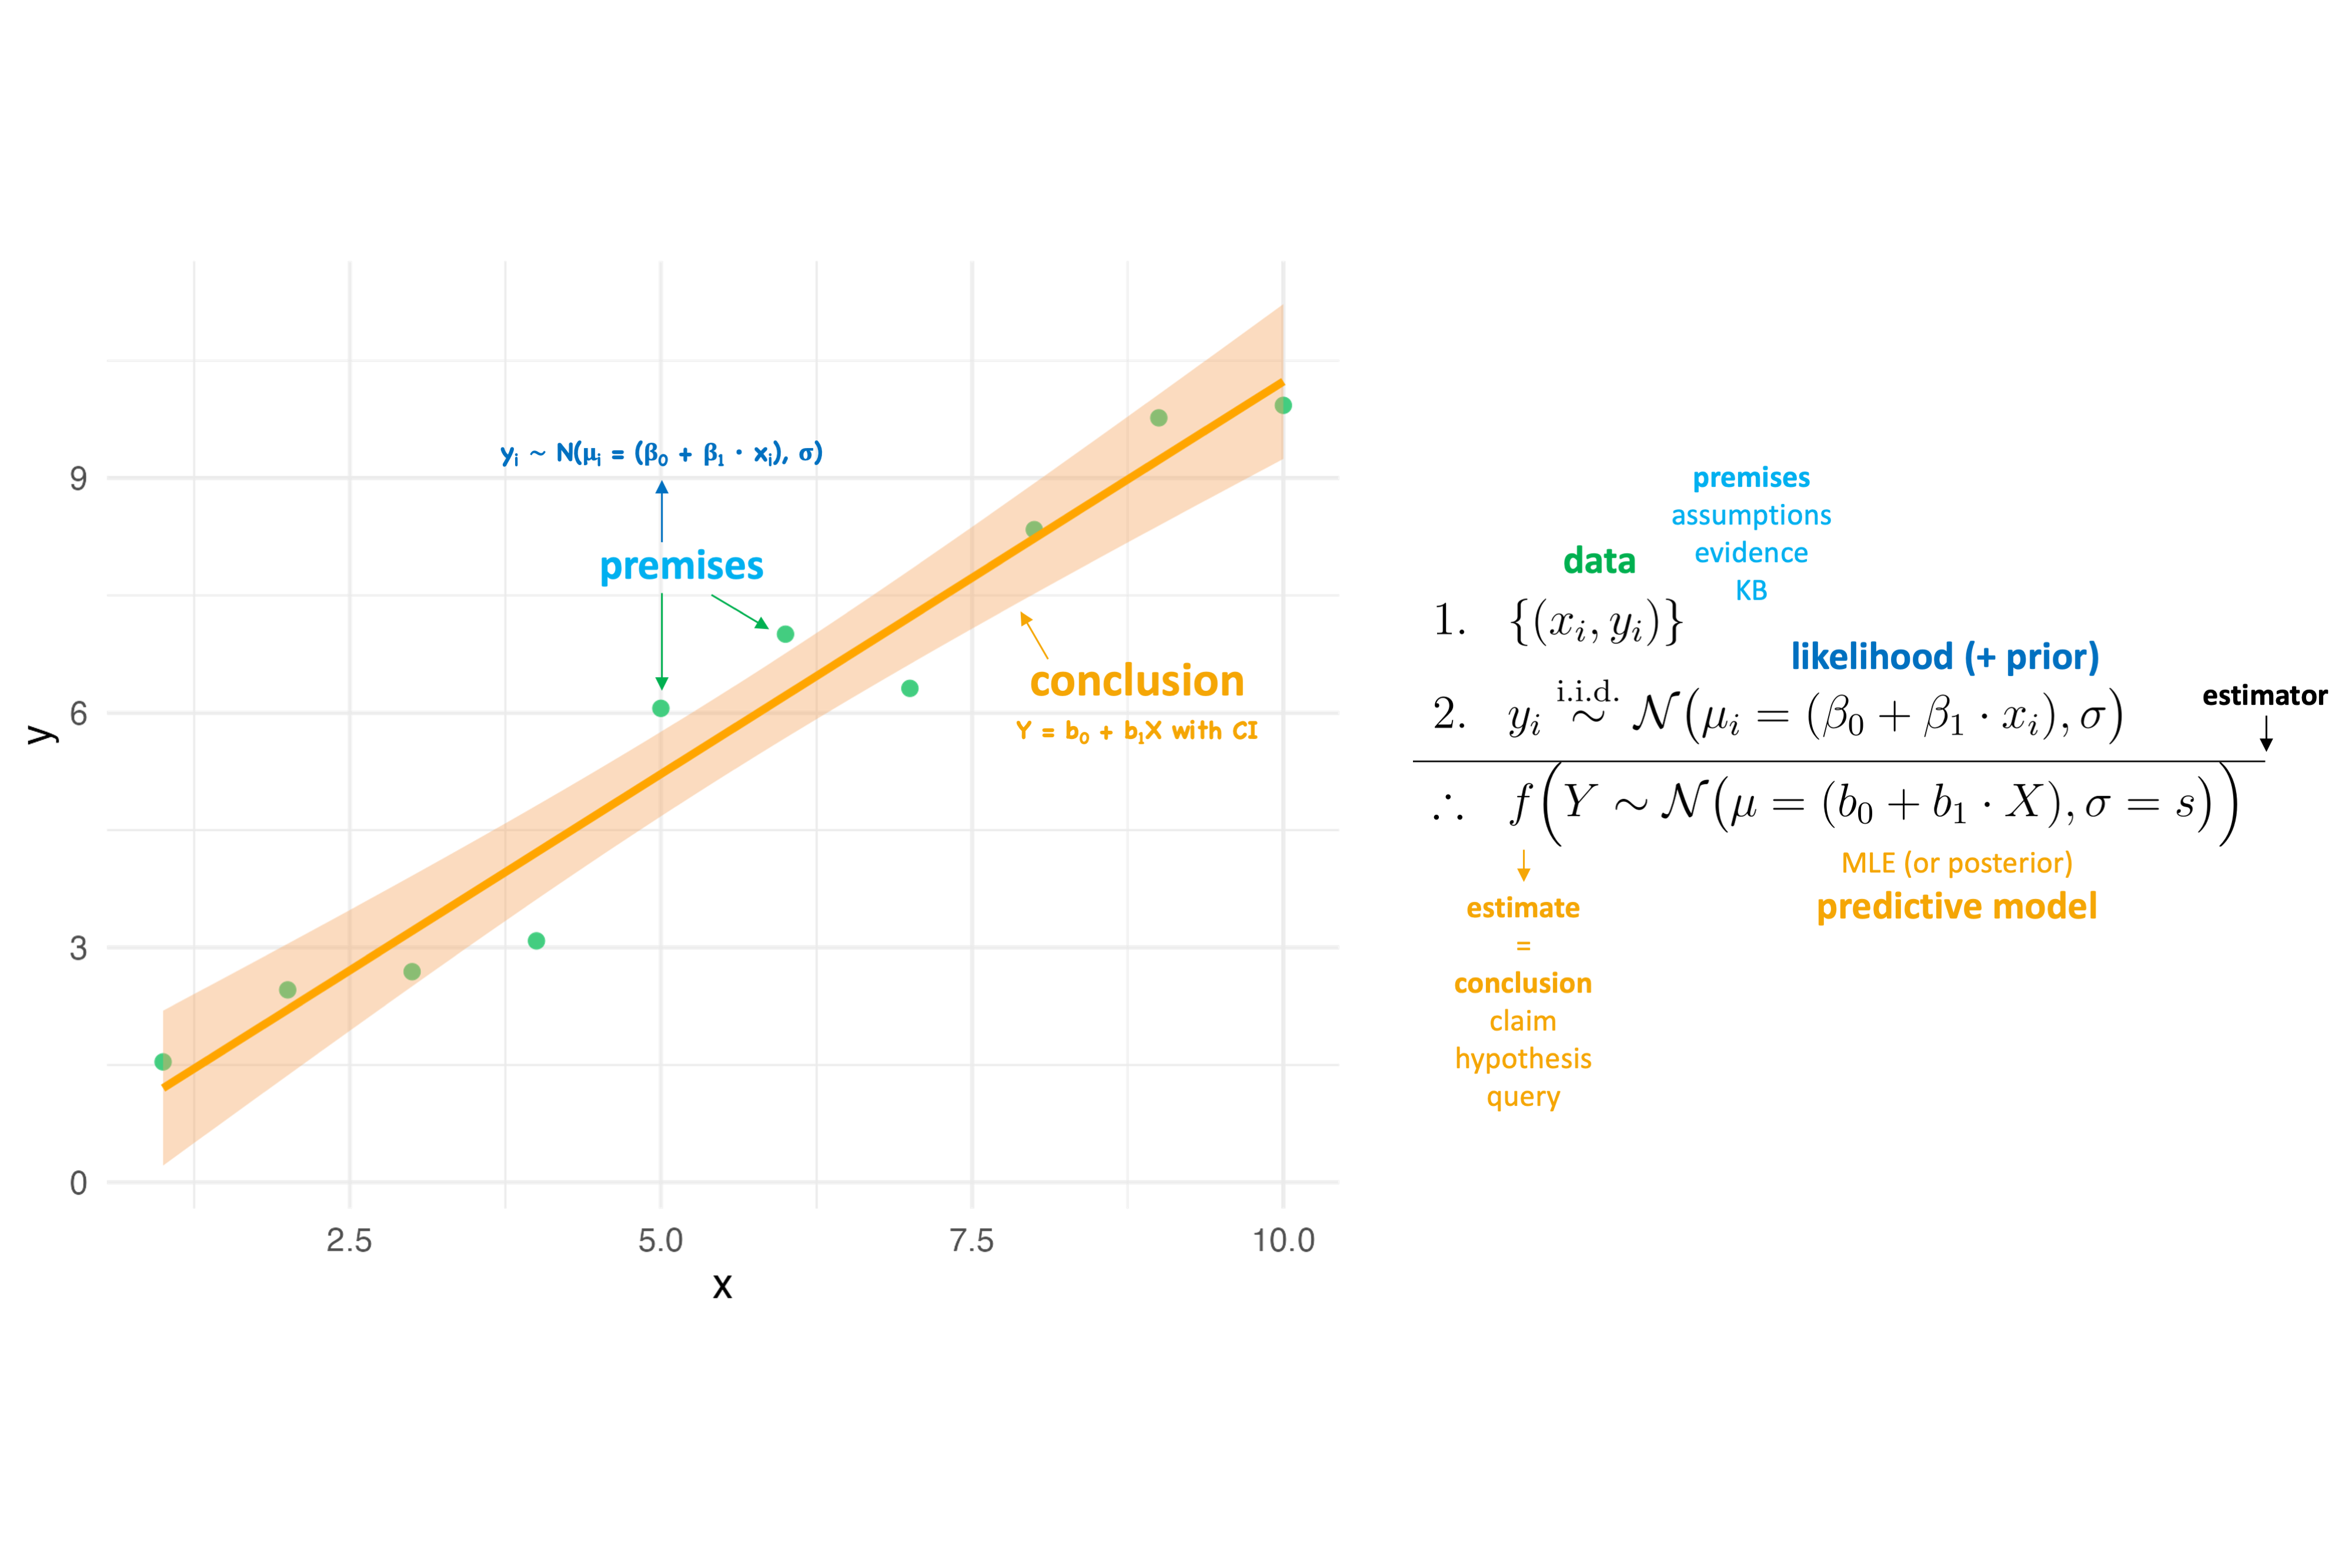 yᵢ ~ N(μᵢ = (β₀ + β₁ · xᵢ), σ)
premises
conclusion
Y = b₀ + b₁X with CI
9
6
3
0
y
2.5
5.0
7.5
10.0
x
premises
assumptions
evidence
KB
data
1. {(xᵢ, yᵢ)}
likelihood (+ prior)
estimator
i.i.d.
2. yᵢ ~ 𝒩(μᵢ = (β₀ + β₁ · xᵢ), σ)
∴ f(Y ~ 𝒩(μ = (b₀ + b₁ · X), σ = s))
MLE (or posterior)
predictive model
estimate
=
conclusion
claim
hypothesis
query